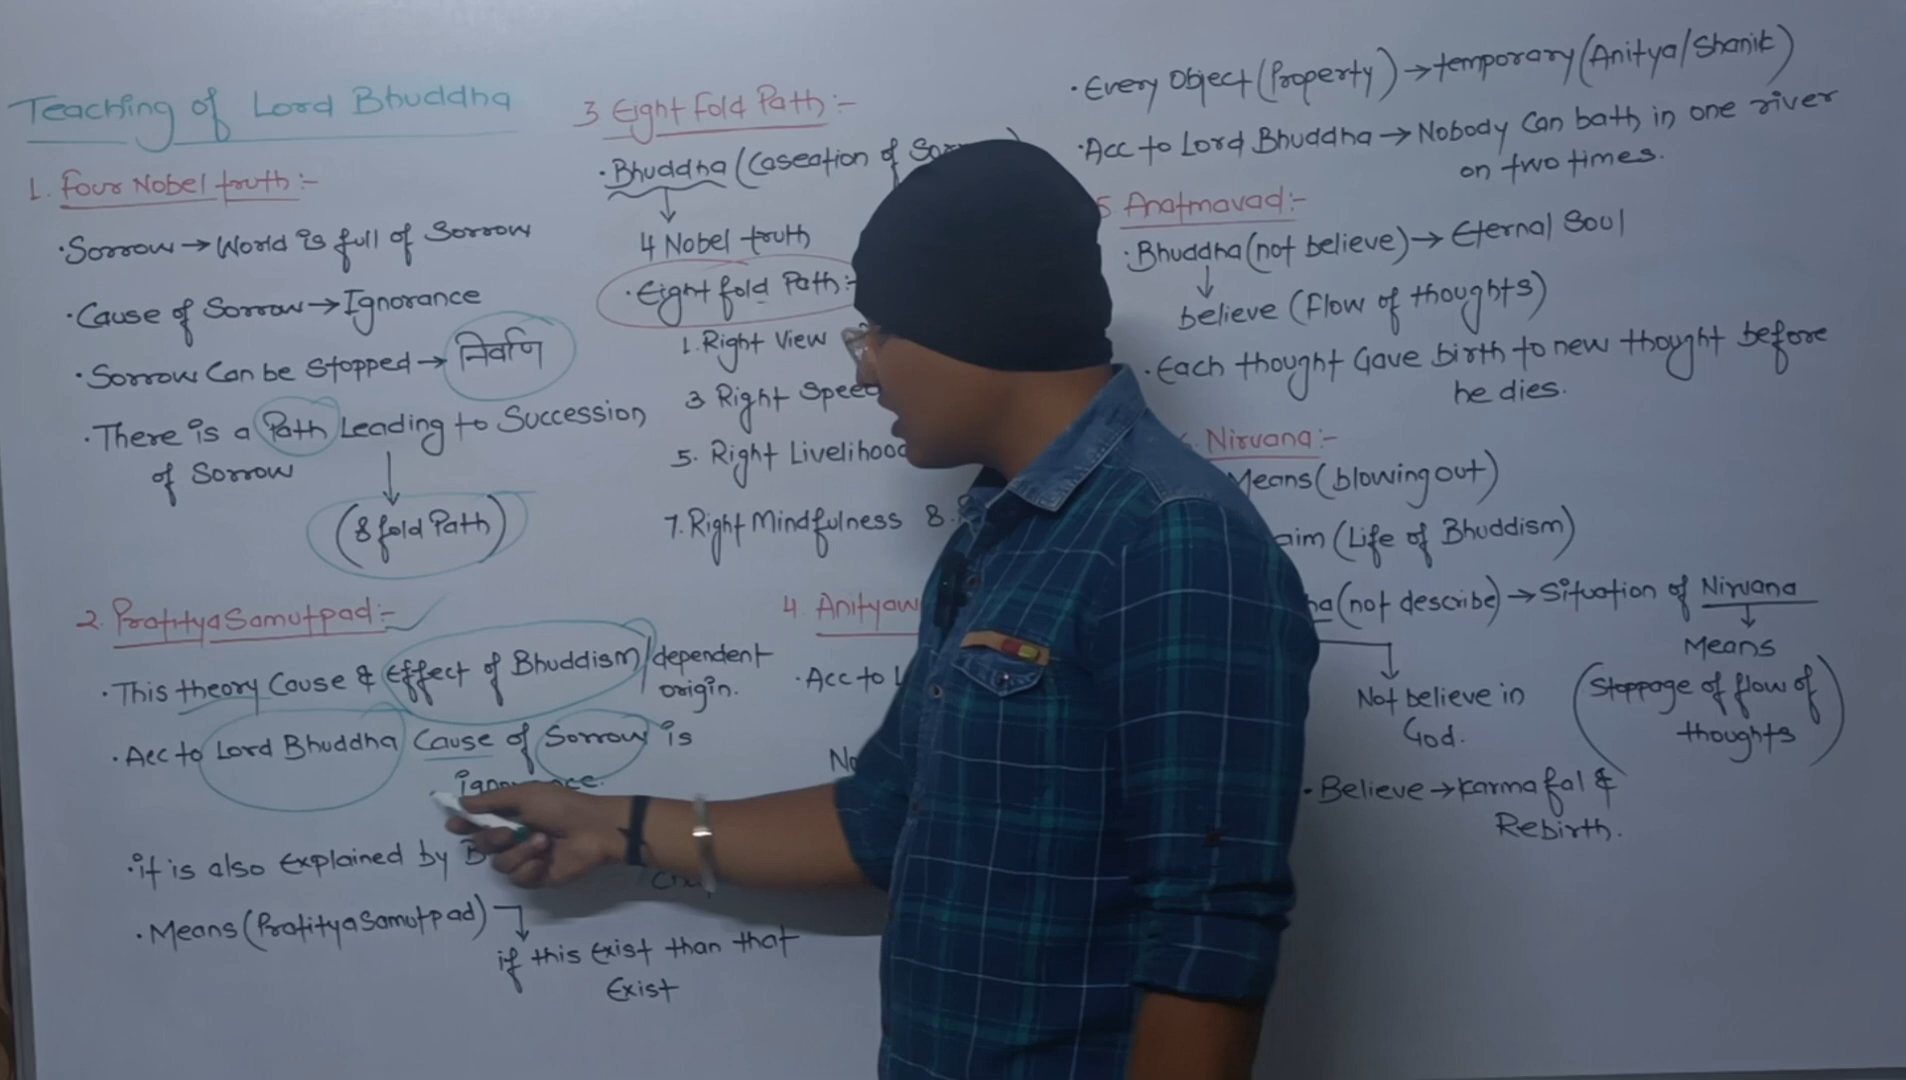 Teaching of Lord Bhuddha
1. Four Nobel truth:-
·Sorrow→World is full of Sorrow
·Cause of Sorrow→Ignorance
·Sorrow Can be Stopped→निर्वाण
·There is a Path Leading to Succession
of Sorrow
(8 fold Path)
2. PratityaSamutpad:-
·This theory Cause & Effect of Bhuddism/dependent
origin.
·Acc to Lord Bhuddha Cause of Sorrow is
·it is also Explained by
·Means (PratityaSamutpad)
if this Exist than that
Exist
3 Eight fold Path:-
·Bhuddha (Caseation of
4 Nobel truth
·Eight fold Path:-
1. Right View
3 Right
5. Right Livelihood
7. Right Mindfulness 8.
4.
·Acc to
·Every Object (Property)→temporary (Anitya/Shanik)
·Acc to Lord Bhuddha→Nobody Can bath in one river
on two times.
5 Anatmavad:-
·Bhuddha (not believe)→Eternal Soul
believe (Flow of thoughts)
·Each thought Gave birth to new thought before
he dies.
Nirvana:-
Means (blowing out)
aim (Life of Bhuddism)
(not describe)→Situation of Nirvana
Means
(Stoppage of flow of
thoughts)
Not believe in
God.
·Believe→Karma fal &
Rebirth.